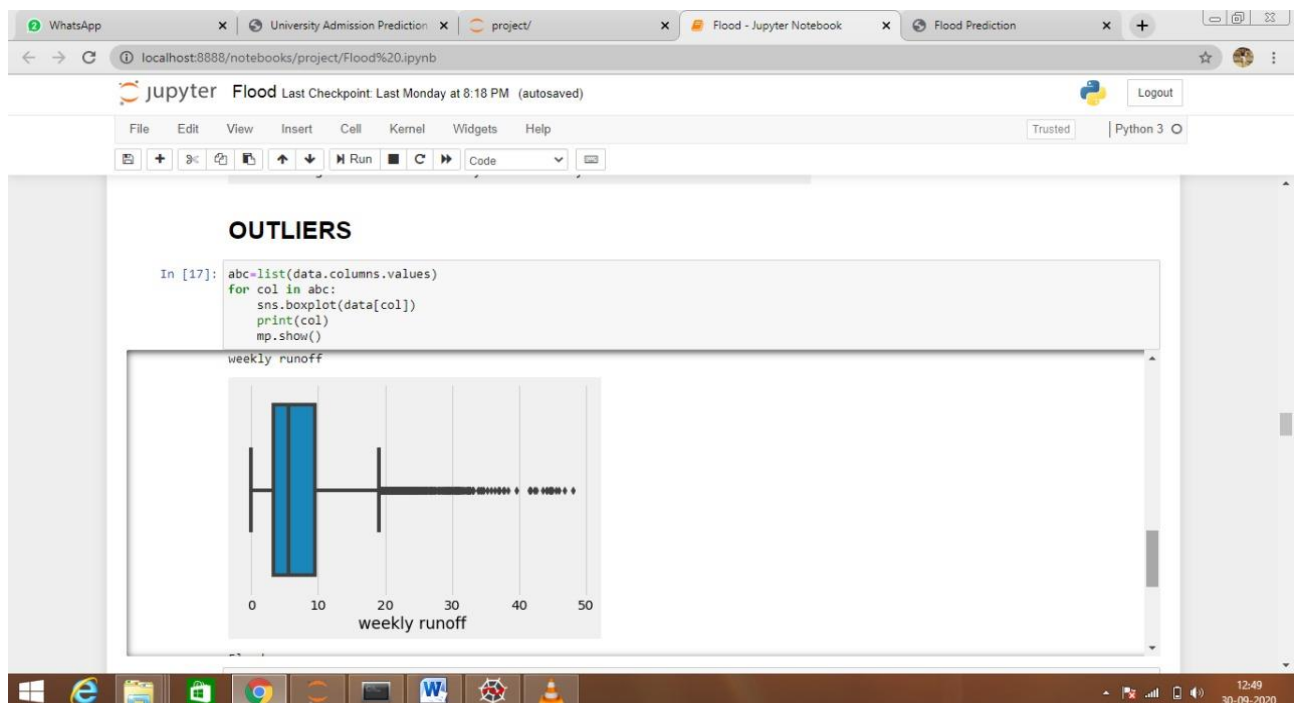 WhatsApp
University Admission Prediction
project/
Flood - Jupyter Notebook
Flood Prediction
localhost:8888/notebooks/project/Flood%20.ipynb
jupyter Flood Last Checkpoint: Last Monday at 8:18 PM (autosaved)
Logout
File Edit View Insert Cell Kernel Widgets Help
Trusted
Python 3
Run
Code
OUTLIERS
In [17]: abc=list(data.columns.values)
for col in abc:
    sns.boxplot(data[col])
    print(col)
    mp.show()
weekly runoff
0 10 20 30 40 50
weekly runoff
12:49
30-09-2020